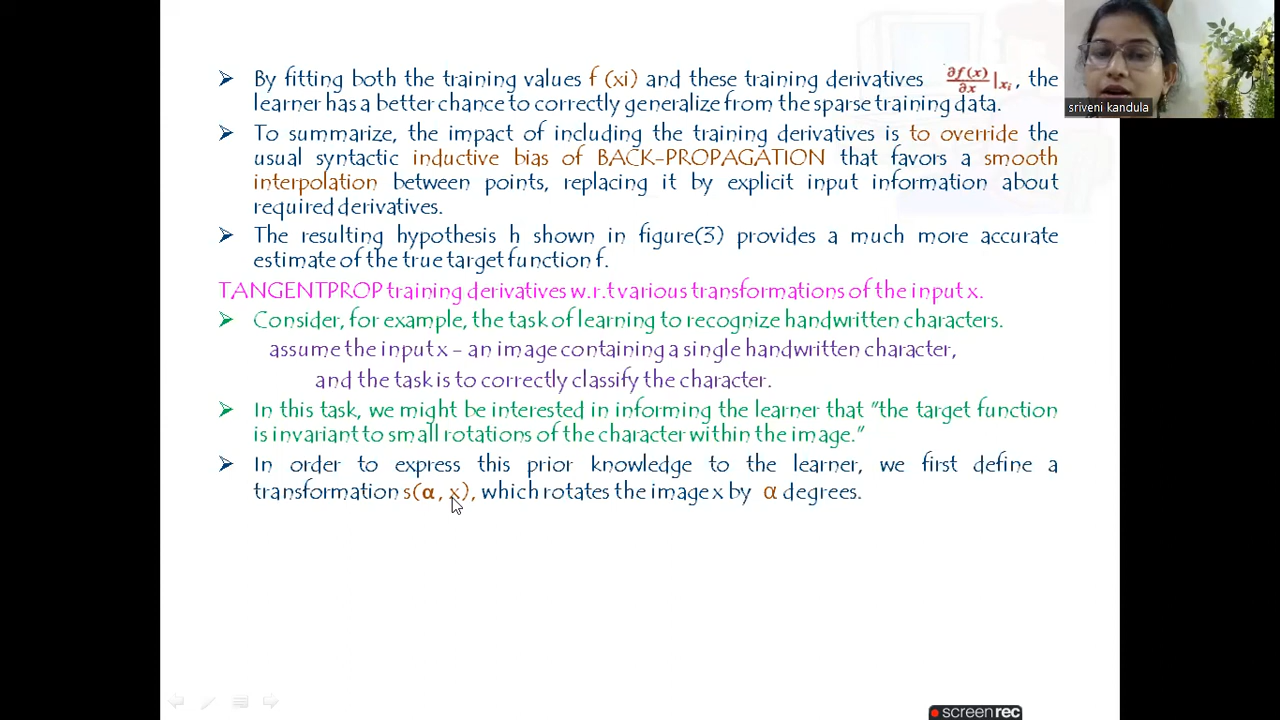 ➢ By fitting both the training values f (xi) and these training derivatives ∂f(x)/∂x |xi , the
learner has a better chance to correctly generalize from the sparse training data.
➢ To summarize, the impact of including the training derivatives is to override the
usual syntactic inductive bias of BACK-PROPAGATION that favors a smooth
interpolation between points, replacing it by explicit input information about
required derivatives.
➢ The resulting hypothesis h shown in figure(3) provides a much more accurate
estimate of the true target function f.
TANGENTPROP training derivatives w.r.t various transformations of the input x.
➢ Consider, for example, the task of learning to recognize handwritten characters.
assume the input x – an image containing a single handwritten character,
and the task is to correctly classify the character.
➢ In this task, we might be interested in informing the learner that "the target function
is invariant to small rotations of the character within the image."
➢ In order to express this prior knowledge to the learner, we first define a
transformation s(α, x), which rotates the image x by α degrees.
sriveni kandula
screenrec